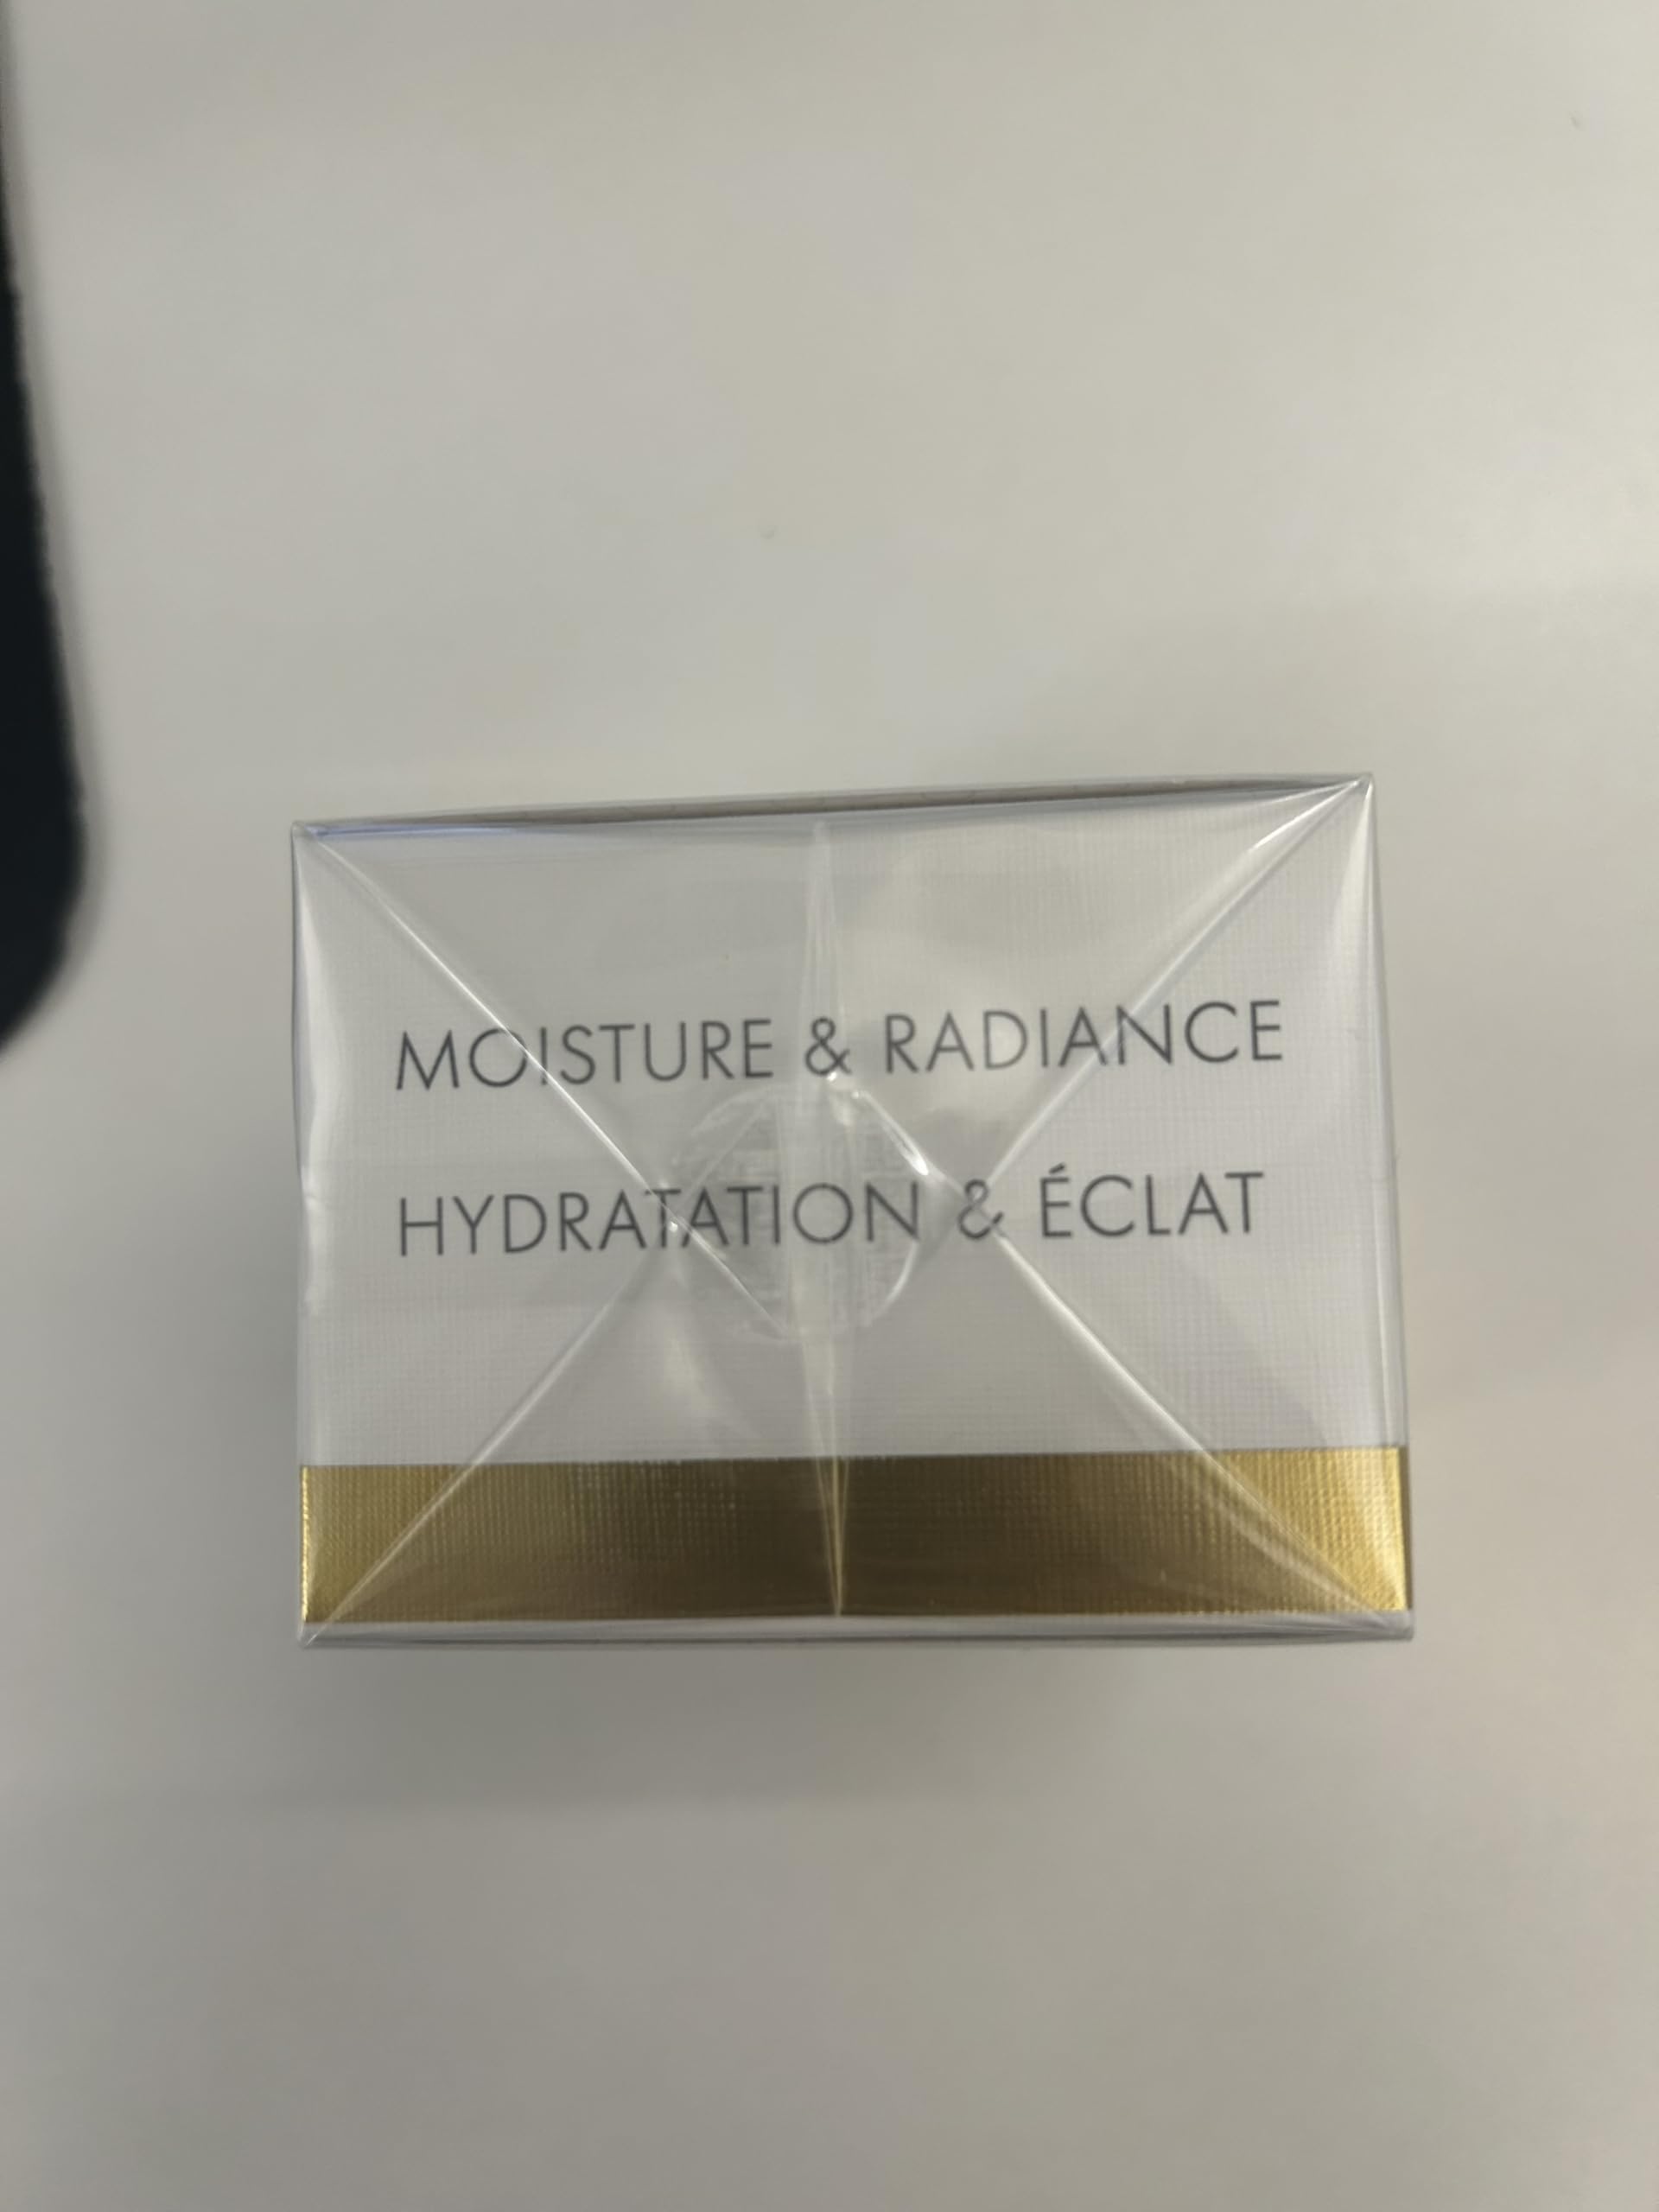 MOISTURE & RADIANCE
HYDRATATION & ÉCLAT